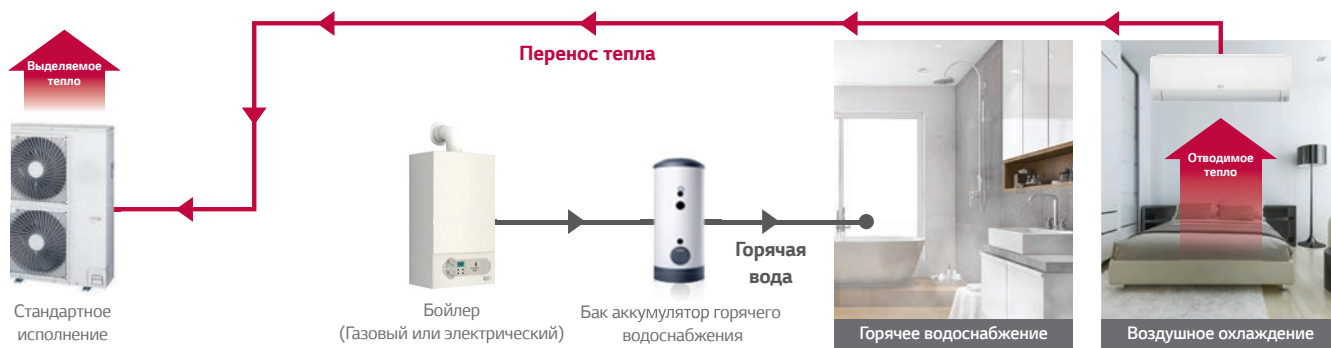 Перенос тепла
Выделяемое
тепло
Отводимое
тепло
Горячая
вода
Стандартное
исполнение
Бойлер
(Газовый или электрический)
Бак аккумулятор горячего
водоснабжения
Горячее водоснабжение
Воздушное охлаждение